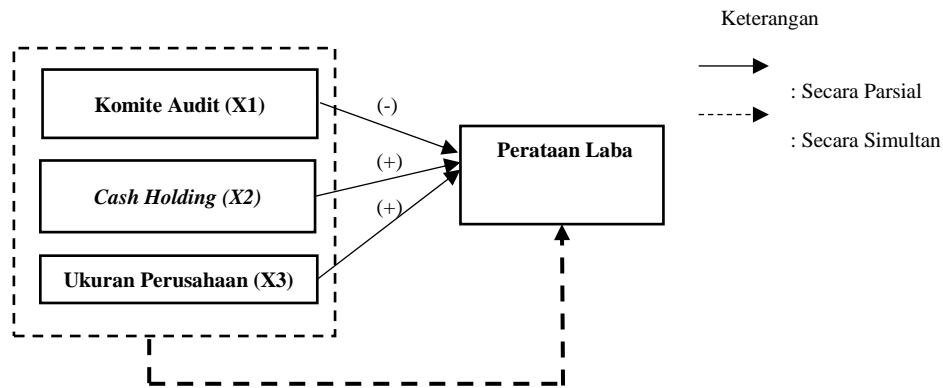 Keterangan
: Secara Parsial
: Secara Simultan
Komite Audit (X1)
(-)
Perataan Laba
(+)
Cash Holding (X2)
(+)
Ukuran Perusahaan (X3)